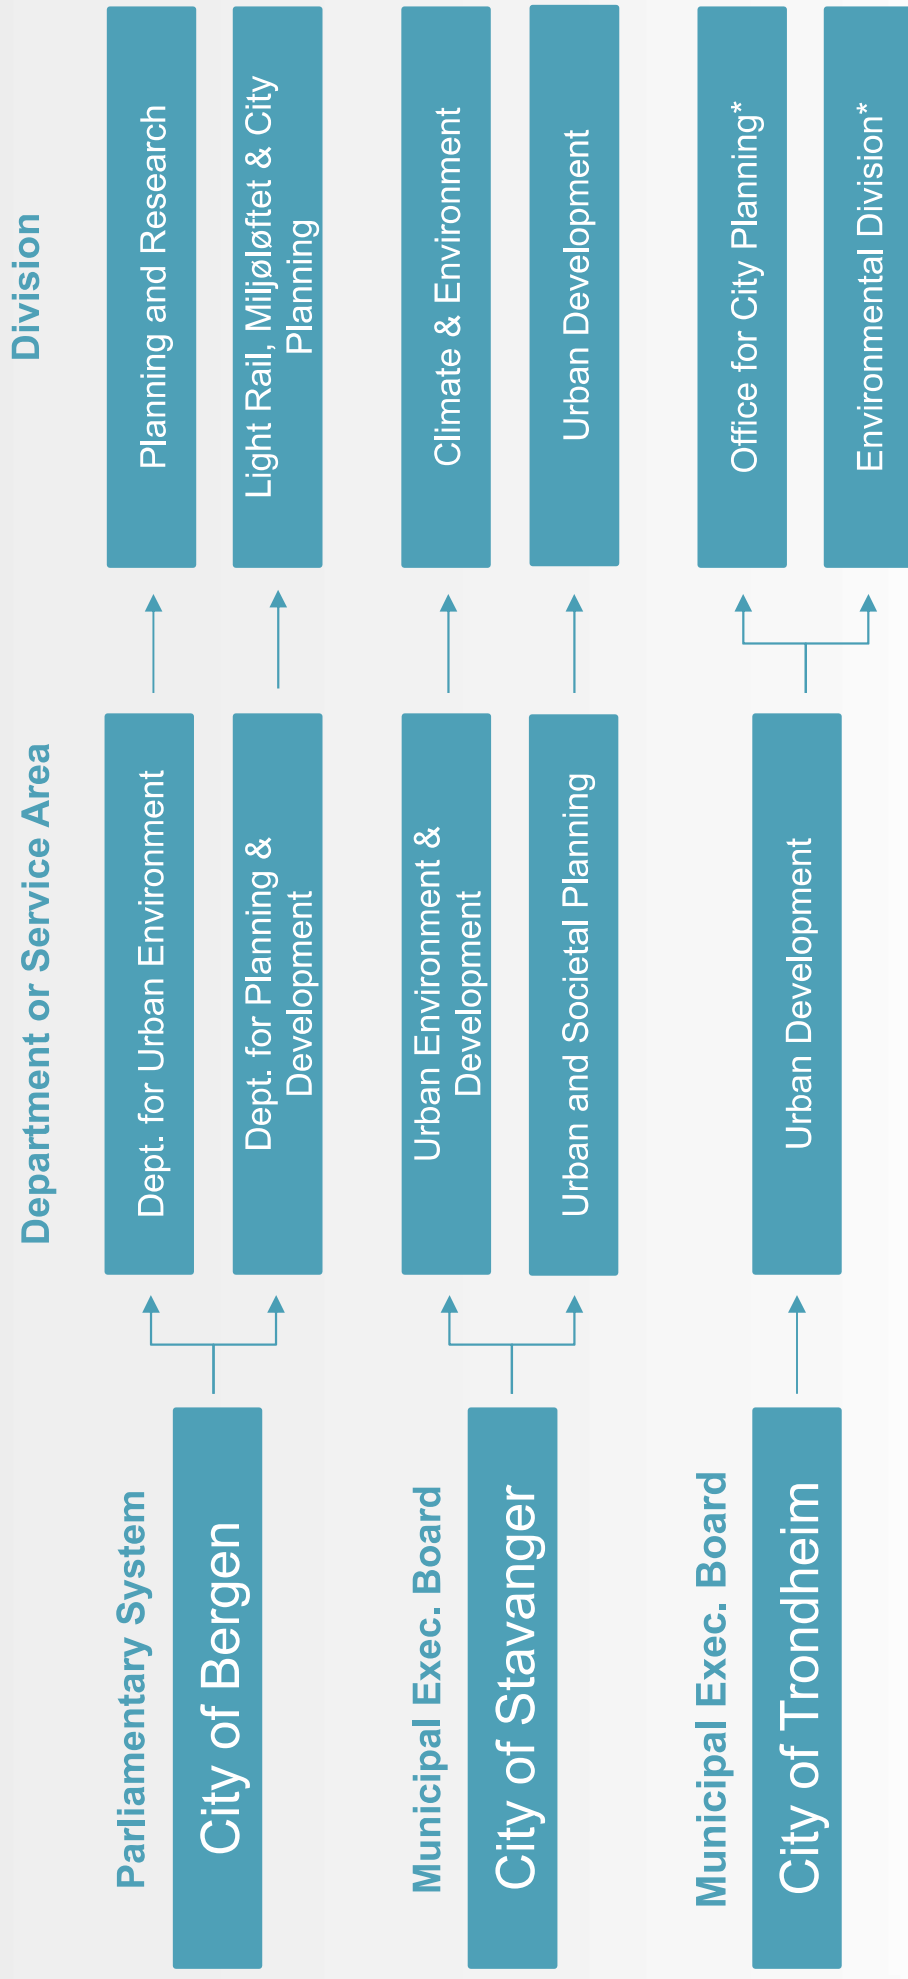 Department or Service Area
Division
Parliamentary System
City of Bergen
Dept. for Urban Environment
Planning and Research
Dept. for Planning &
Development
Light Rail, Miljøløftet & City
Planning
Municipal Exec. Board
City of Stavanger
Urban Environment &
Development
Climate & Environment
Urban and Societal Planning
Urban Development
Municipal Exec. Board
City of Trondheim
Urban Development
Office for City Planning*
Environmental Division*